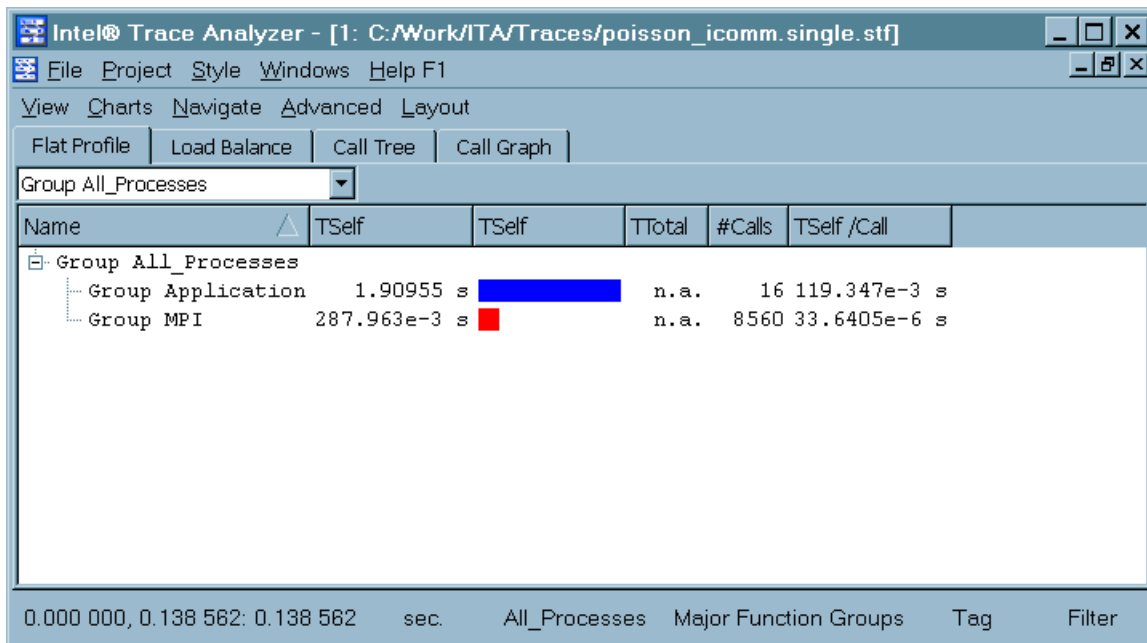 Intel® Trace Analyzer - [1: C:/Work/ITA/Traces/poisson_icomm.single.stf]
File Project Style Windows Help F1
View Charts Navigate Advanced Layout
Flat Profile Load Balance Call Tree Call Graph
Group All_Processes
Name TSelf TSelf TTotal #Calls TSelf /Call
Group All_Processes
Group Application 1.90955 s n.a. 16 119.347e-3 s
Group MPI 287.963e-3 s n.a. 8560 33.6405e-6 s
0.000 000, 0.138 562: 0.138 562 sec. All_Processes Major Function Groups Tag Filter